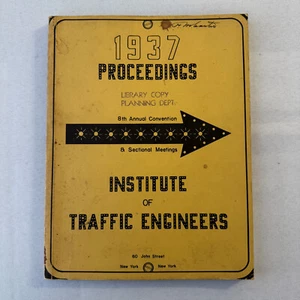 1937
PROCEEDINGS
LIBRARY COPY
PLANNING DEPT.
8th Annual Convention
& Sectional Meetings
INSTITUTE
OF
TRAFFIC ENGINEERS
60 John Street
New York New York